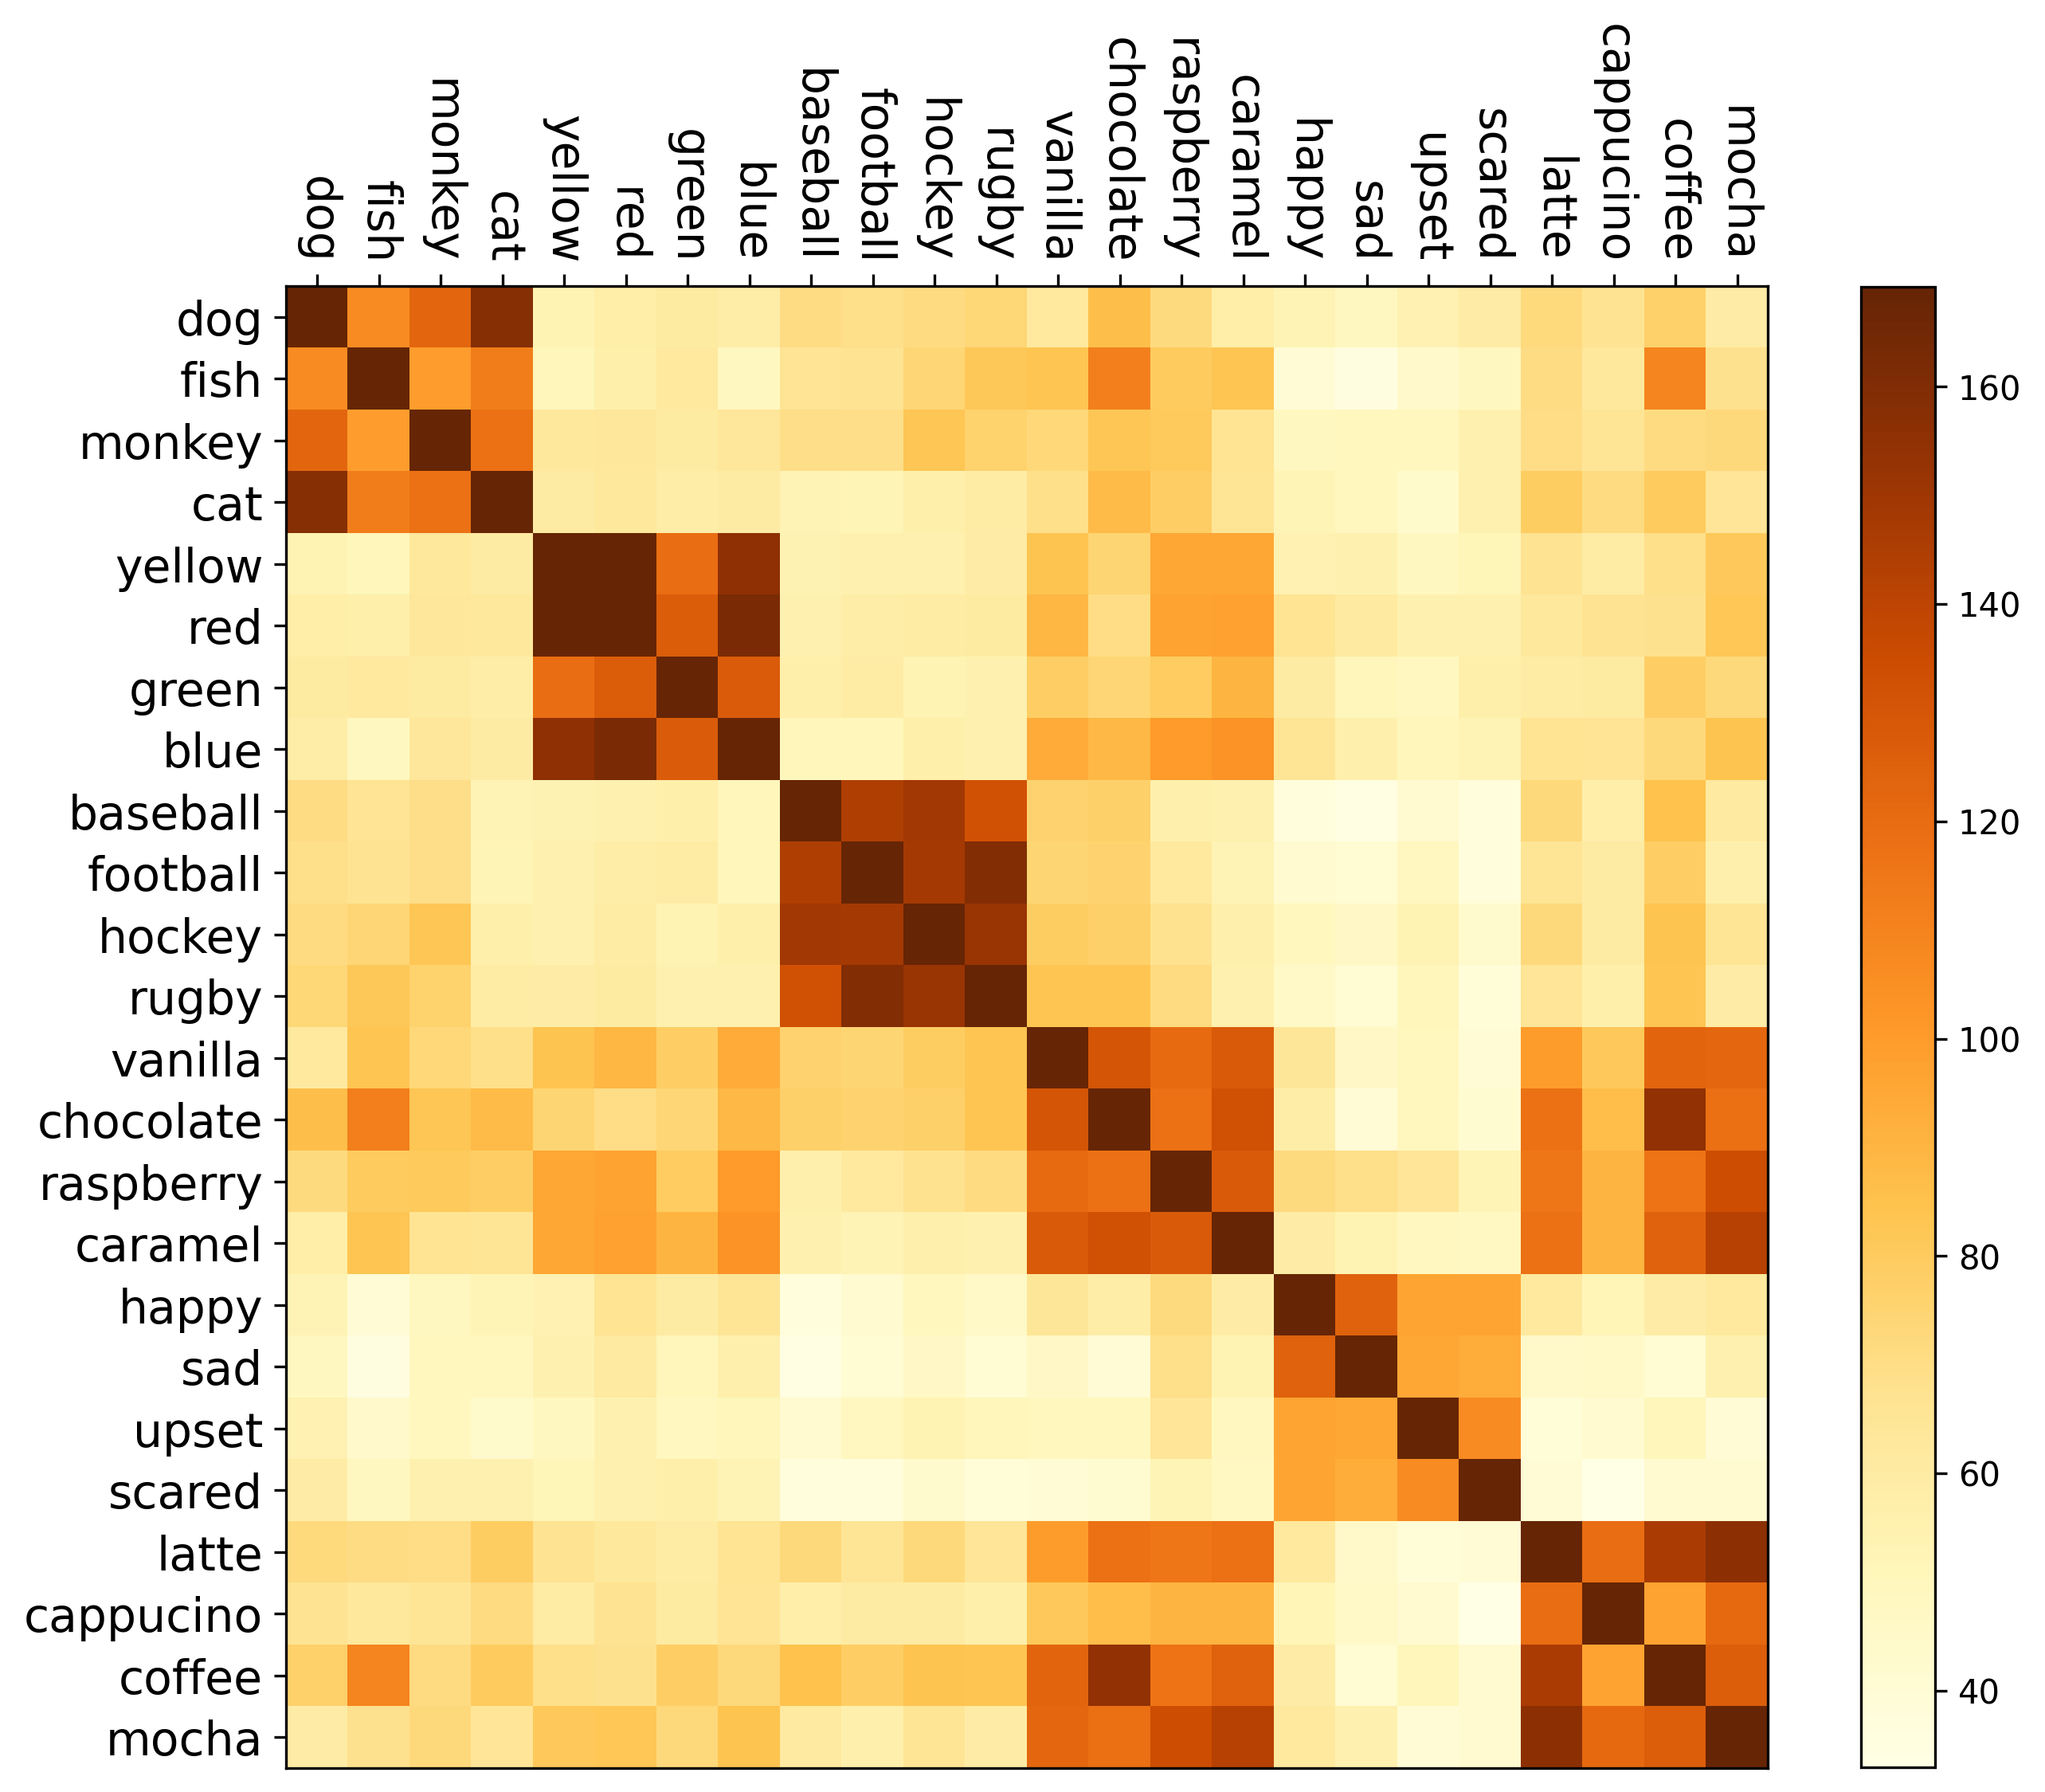 dog
fish
monkey
cat
yellow
red
green
blue
baseball
football
hockey
rugby
vanilla
chocolate
raspberry
caramel
happy
sad
upset
scared
latte
cappucino
coffee
mocha
dog
fish
monkey
cat
yellow
red
green
blue
baseball
football
hockey
rugby
vanilla
chocolate
raspberry
caramel
happy
sad
upset
scared
latte
cappucino
coffee
mocha
160
140
120
100
80
60
40